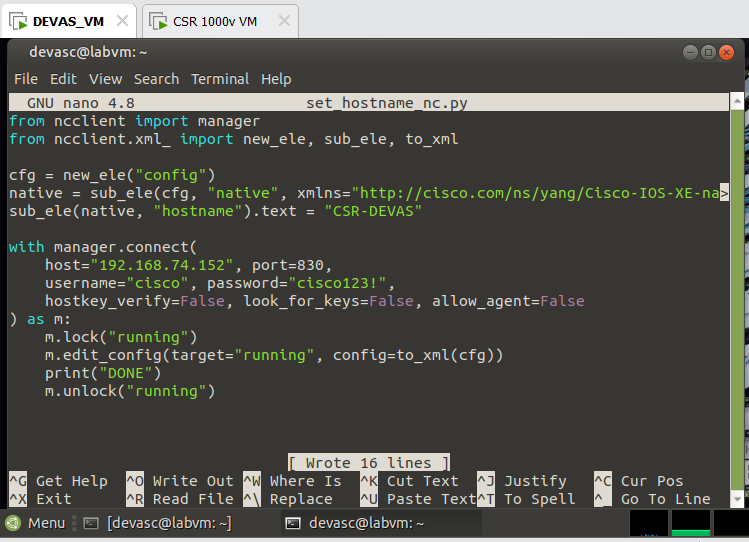 DEVAS_VM CSR 1000v VM
devasc@labvm: ~
File Edit View Search Terminal Help
GNU nano 4.8 set_hostname_nc.py
from ncclient import manager
from ncclient.xml_ import new_ele, sub_ele, to_xml
cfg = new_ele("config")
native = sub_ele(cfg, "native", xmlns="http://cisco.com/ns/yang/Cisco-IOS-XE-na>
sub_ele(native, "hostname").text = "CSR-DEVAS"
with manager.connect(
    host="192.168.74.152", port=830,
    username="cisco", password="cisco123!",
    hostkey_verify=False, look_for_keys=False, allow_agent=False
) as m:
    m.lock("running")
    m.edit_config(target="running", config=to_xml(cfg))
    print("DONE")
    m.unlock("running")
[ Wrote 16 lines ]
^G Get Help ^O Write Out ^W Where Is ^K Cut Text ^J Justify ^C Cur Pos
^X Exit ^R Read File ^\ Replace ^U Paste Text ^T To Spell ^_ Go To Line
Menu [devasc@labvm: ~] devasc@labvm: ~